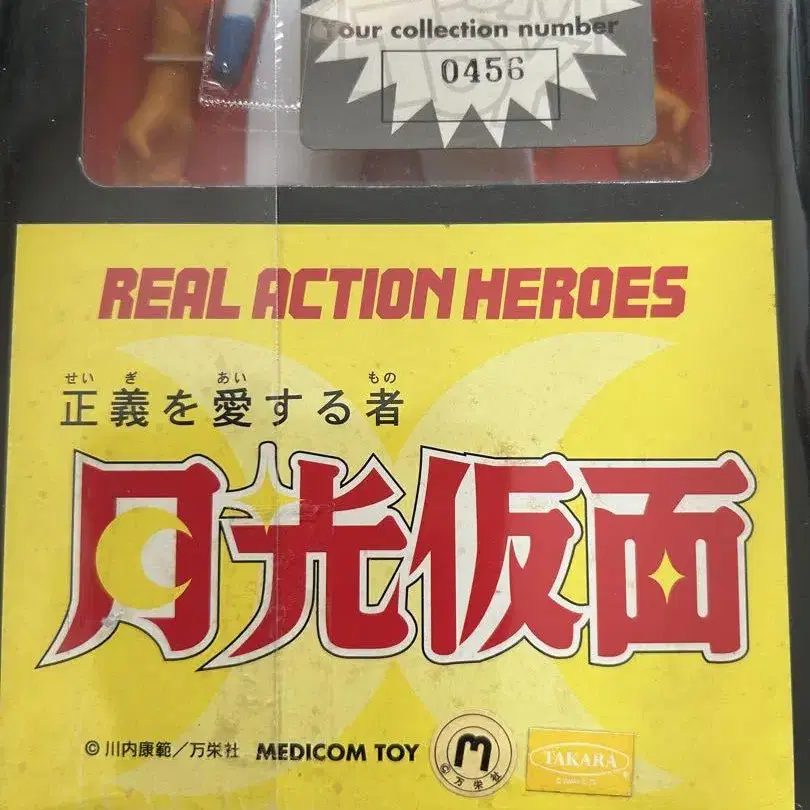 Your collection number
0456
REAL ACTION HEROES
せい ぎ あい もの
正義を愛する者
月光仮面
©川内康範/万栄社 MEDICOM TOY m ©万栄社 TAKARA